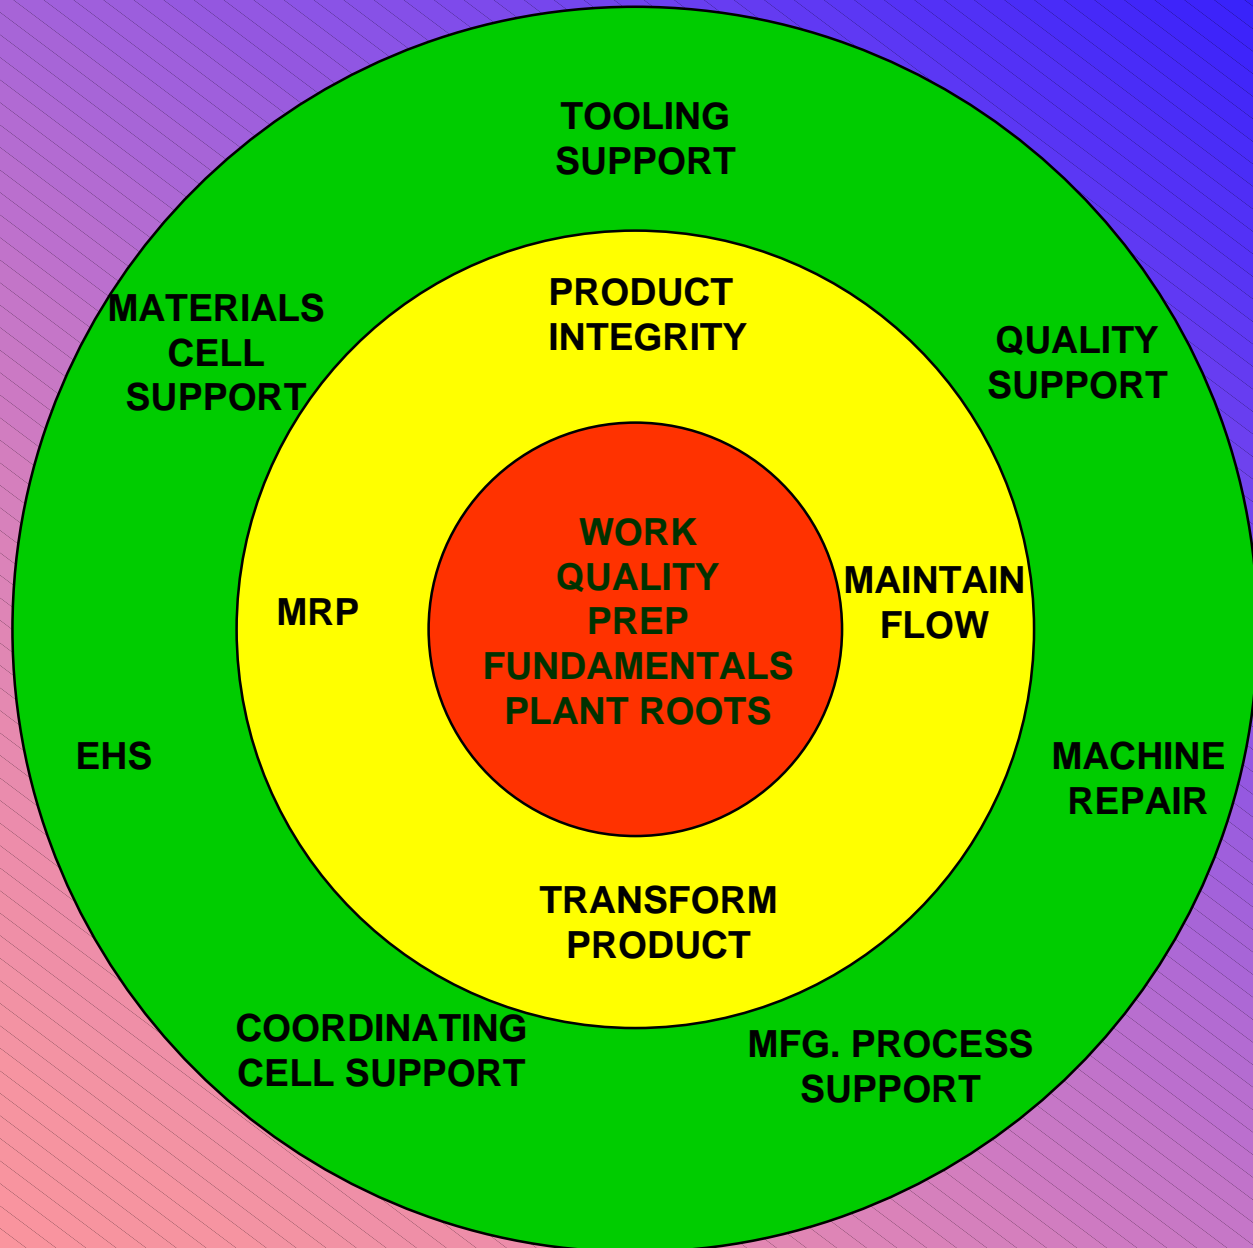 TOOLING
SUPPORT
PRODUCT
INTEGRITY
MATERIALS
CELL
SUPPORT
QUALITY
SUPPORT
WORK
QUALITY
PREP
FUNDAMENTALS
PLANT ROOTS
MRP
MAINTAIN
FLOW
EHS
MACHINE
REPAIR
TRANSFORM
PRODUCT
COORDINATING
CELL SUPPORT
MFG. PROCESS
SUPPORT